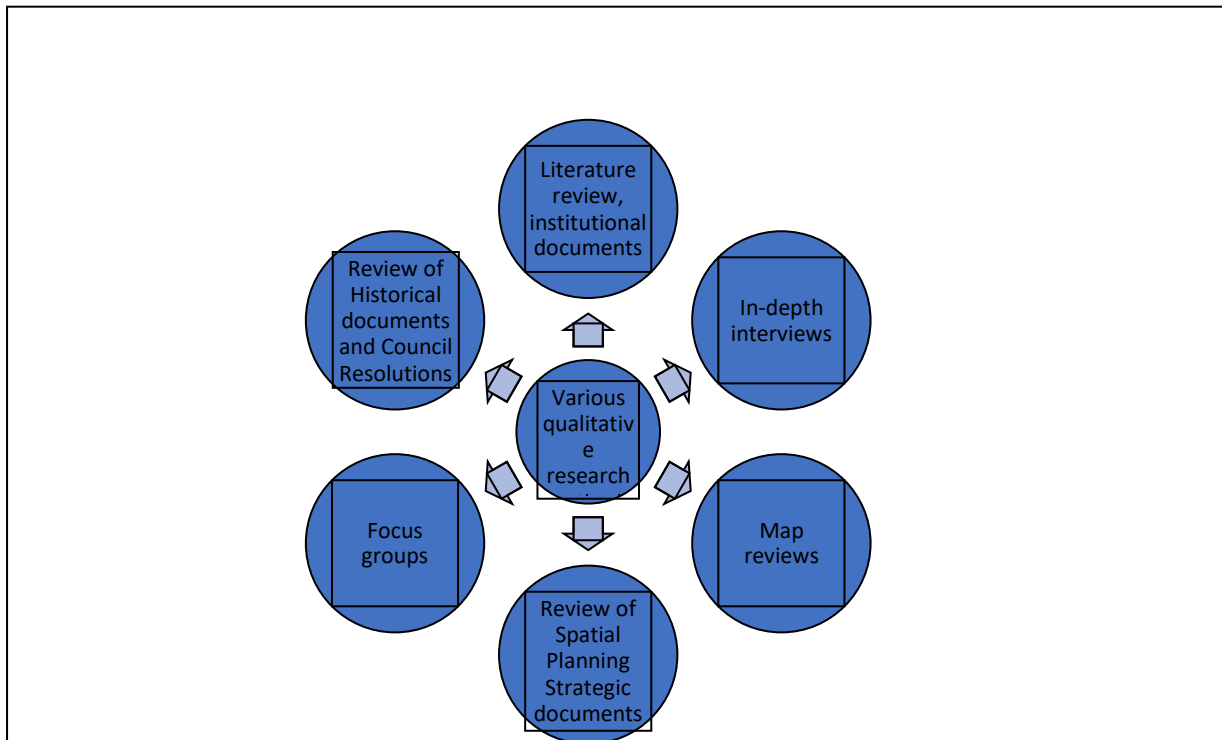 Literature
review,
institutional
documents
Review of
Historical
documents
and Council
Resolutions
In-depth
interviews
Various
qualitativ
e
research
Focus
groups
Map
reviews
Review of
Spatial
Planning
Strategic
documents